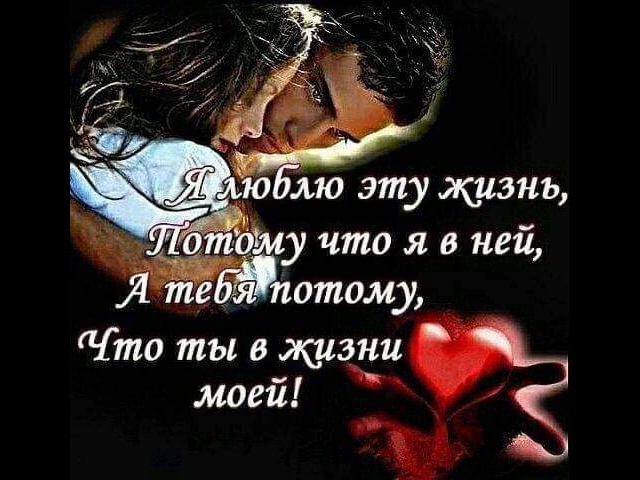 Я люблю эту жизнь,
Потому что я в ней,
А тебя потому,
Что ты в жизни
моей!